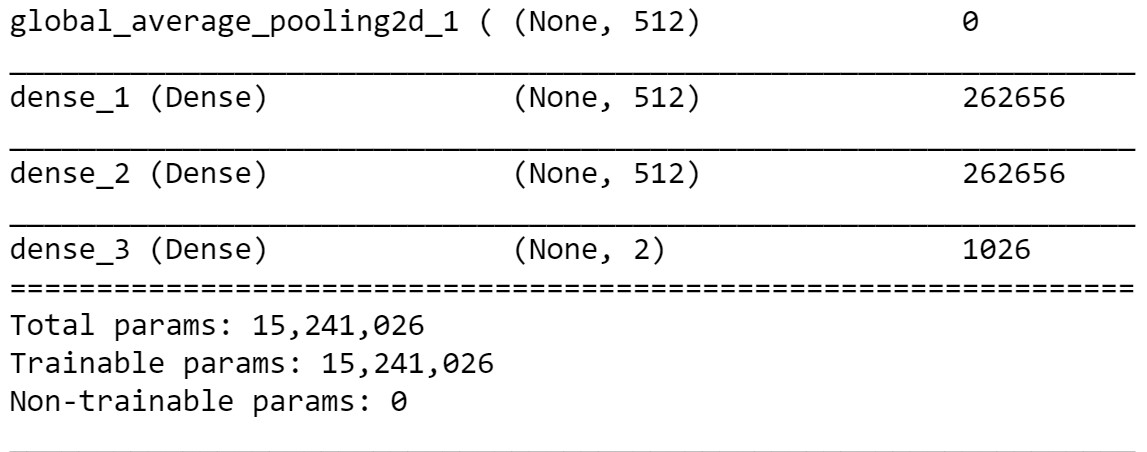 global_average_pooling2d_1 ( (None, 512) 0
_________________________________________________________________
dense_1 (Dense) (None, 512) 262656
_________________________________________________________________
dense_2 (Dense) (None, 512) 262656
_________________________________________________________________
dense_3 (Dense) (None, 2) 1026
=================================================================
Total params: 15,241,026
Trainable params: 15,241,026
Non-trainable params: 0
_________________________________________________________________